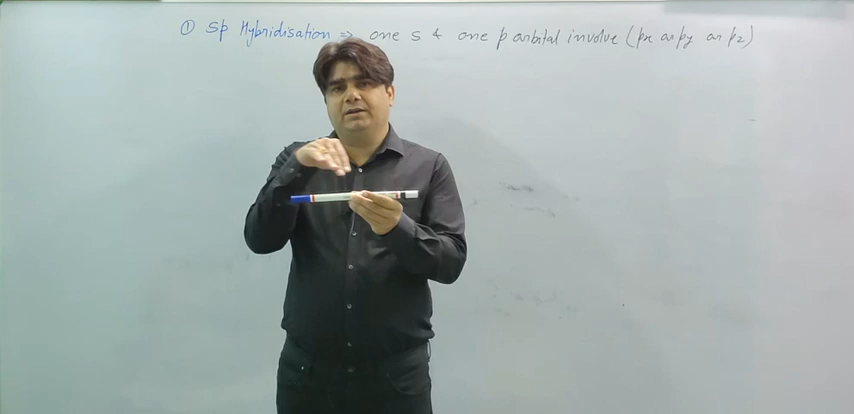 ① Sp Hybridisation ⇒ one s & one p orbital involve (px or py or pz)